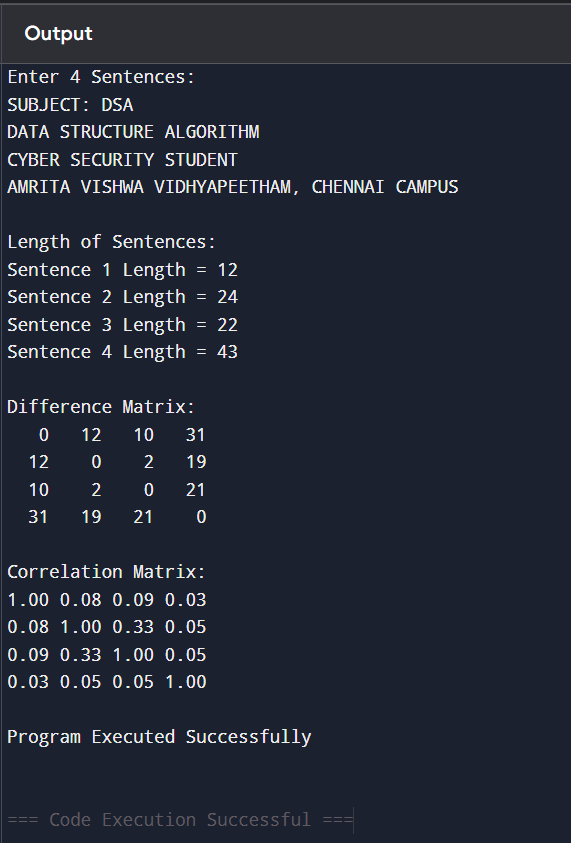 Output
Enter 4 Sentences:
SUBJECT: DSA
DATA STRUCTURE ALGORITHM
CYBER SECURITY STUDENT
AMRITA VISHWA VIDHYAPEETHAM, CHENNAI CAMPUS
Length of Sentences:
Sentence 1 Length = 12
Sentence 2 Length = 24
Sentence 3 Length = 22
Sentence 4 Length = 43
Difference Matrix:
0 12 10 31
12 0 2 19
10 2 0 21
31 19 21 0
Correlation Matrix:
1.00 0.08 0.09 0.03
0.08 1.00 0.33 0.05
0.09 0.33 1.00 0.05
0.03 0.05 0.05 1.00
Program Executed Successfully
=== Code Execution Successful ===